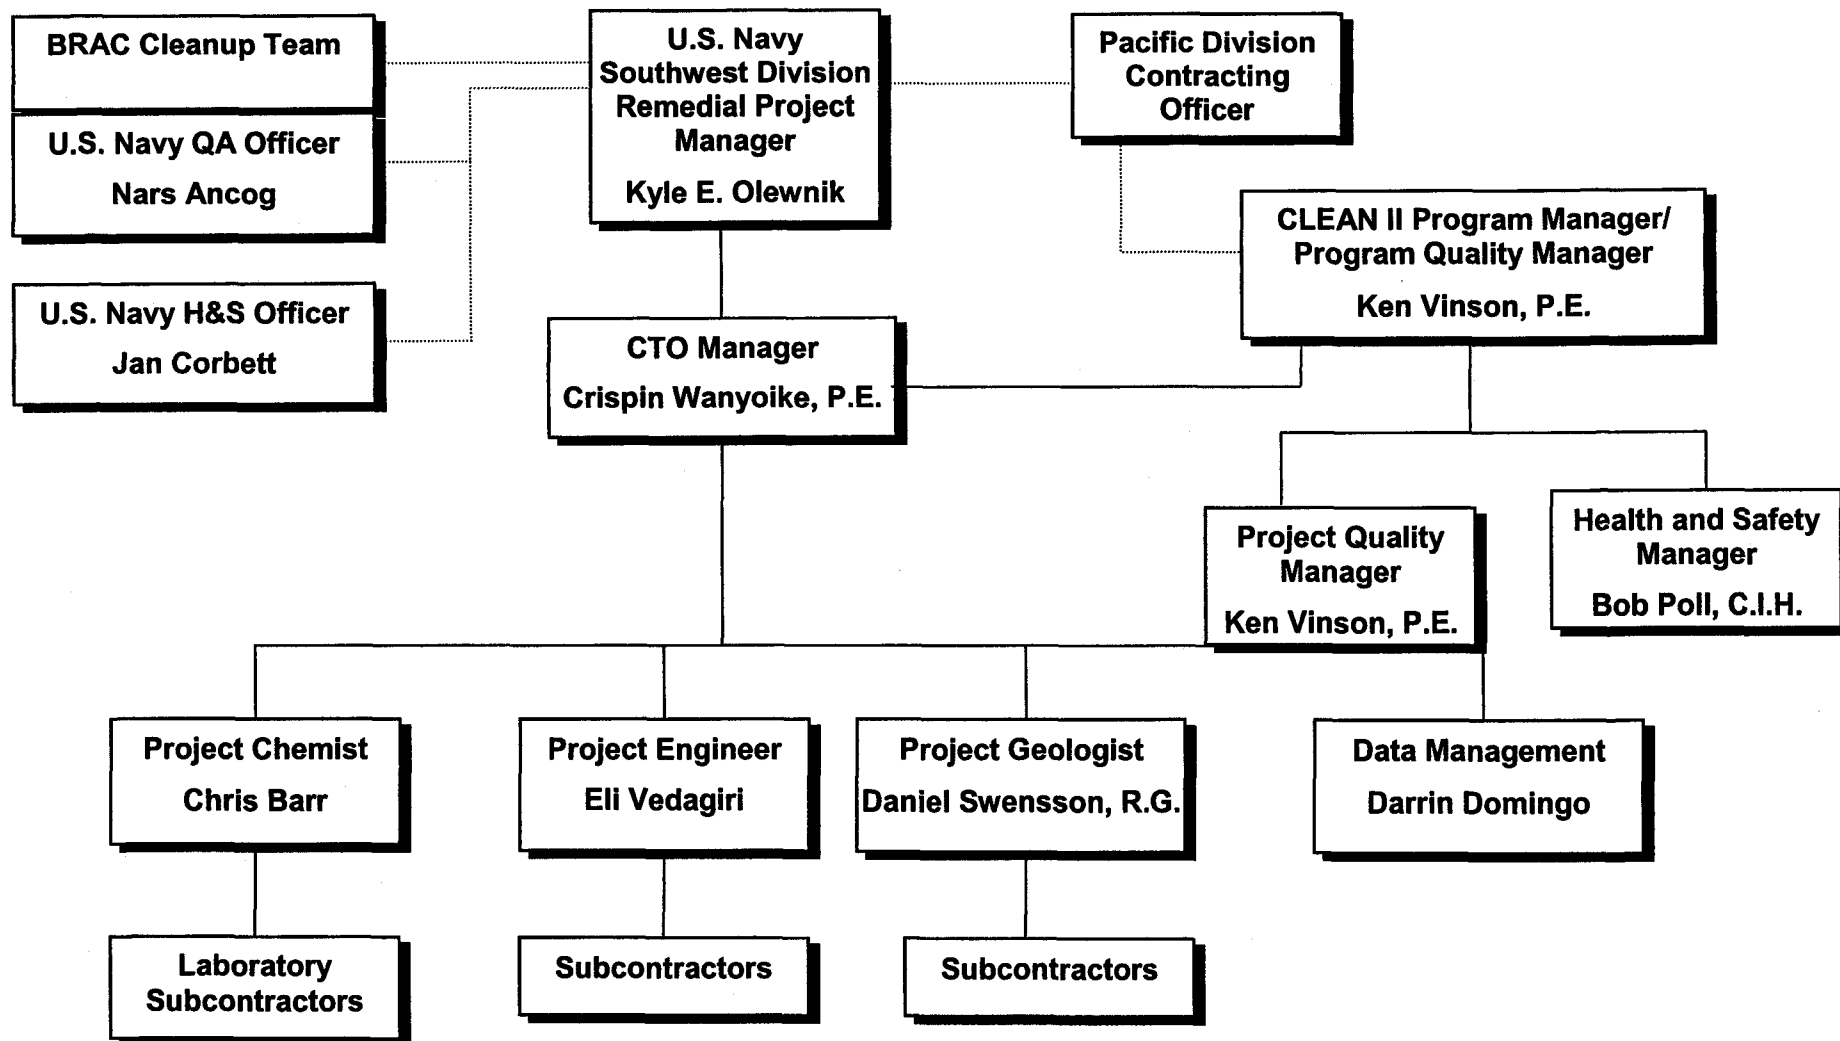 BRAC Cleanup Team
U.S. Navy QA Officer
Nars Ancog
U.S. Navy H&S Officer
Jan Corbett
U.S. Navy
Southwest Division
Remedial Project
Manager
Kyle E. Olewnik
Pacific Division
Contracting
Officer
CLEAN II Program Manager/
Program Quality Manager
Ken Vinson, P.E.
CTO Manager
Crispin Wanyoike, P.E.
Project Quality
Manager
Ken Vinson, P.E.
Health and Safety
Manager
Bob Poll, C.I.H.
Project Chemist
Chris Barr
Project Engineer
Eli Vedagiri
Project Geologist
Daniel Swensson, R.G.
Data Management
Darrin Domingo
Laboratory
Subcontractors
Subcontractors
Subcontractors